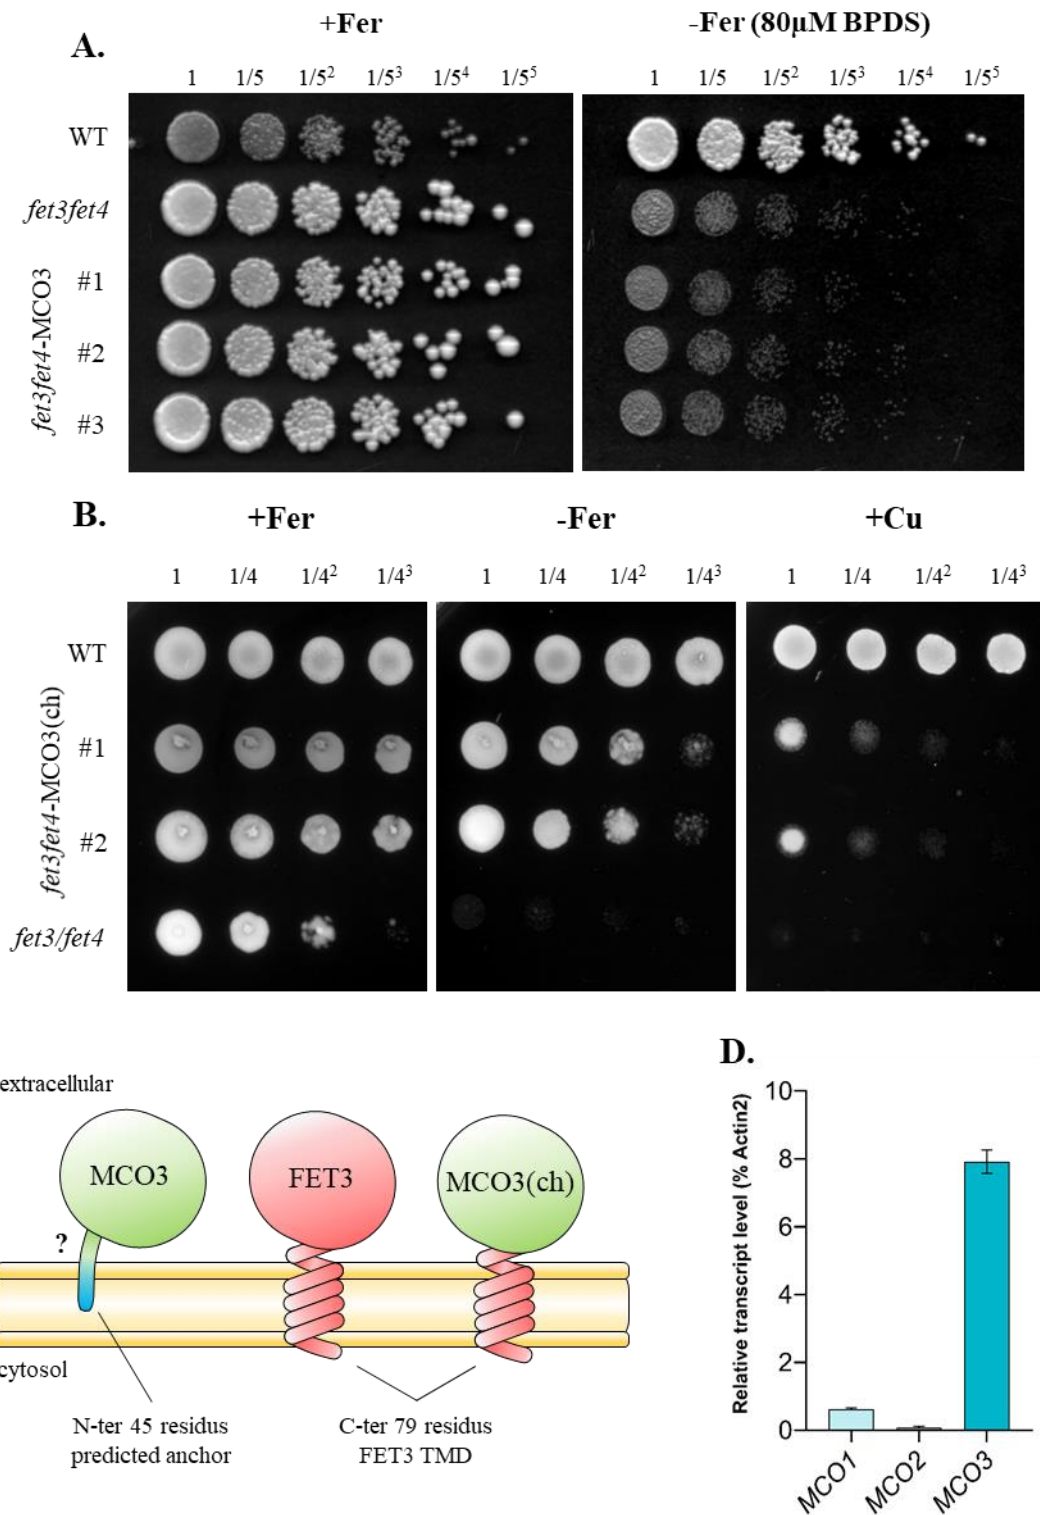 A.
+Fer
-Fer (80µM BPDS)
1 1/5 1/5² 1/5³ 1/5⁴ 1/5⁵
1 1/5 1/5² 1/5³ 1/5⁴ 1/5⁵
WT
fet3fet4
fet3fet4-MCO3
#1
#2
#3
B.
+Fer
-Fer
+Cu
1 1/4 1/4² 1/4³
1 1/4 1/4² 1/4³
1 1/4 1/4² 1/4³
WT
fet3fet4-MCO3(ch)
#1
#2
fet3/fet4
extracellular
MCO3
FET3
MCO3(ch)
?
cytosol
N-ter 45 residus
predicted anchor
C-ter 79 residus
FET3 TMD
D.
Relative transcript level (% Actin2)
10
8
6
4
2
0
MCO1
MCO2
MCO3